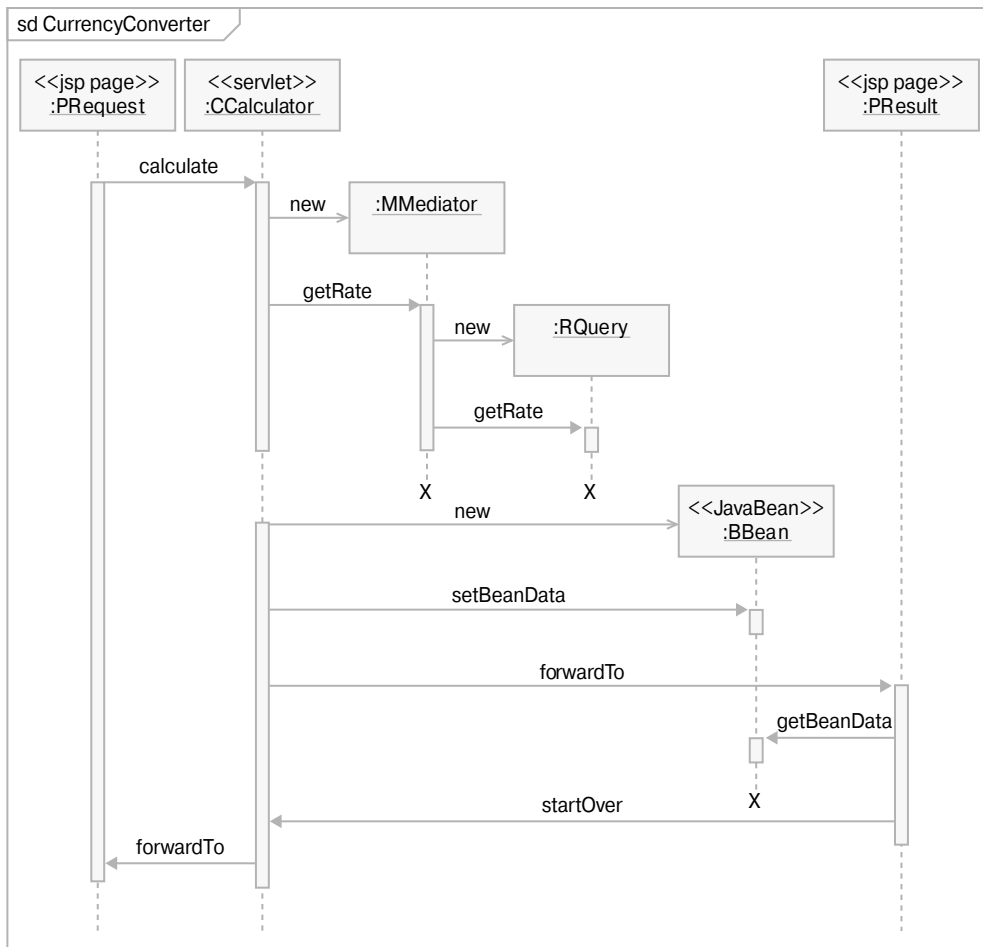 sd CurrencyConverter
<<jsp page>>
:PRequest
<<servlet>>
:CCalculator
<<jsp page>>
:PResult
calculate
new
:MMediator
getRate
new
:RQuery
getRate
X
X
new
<<JavaBean>>
:BBean
setBeanData
forwardTo
getBeanData
X
startOver
forwardTo